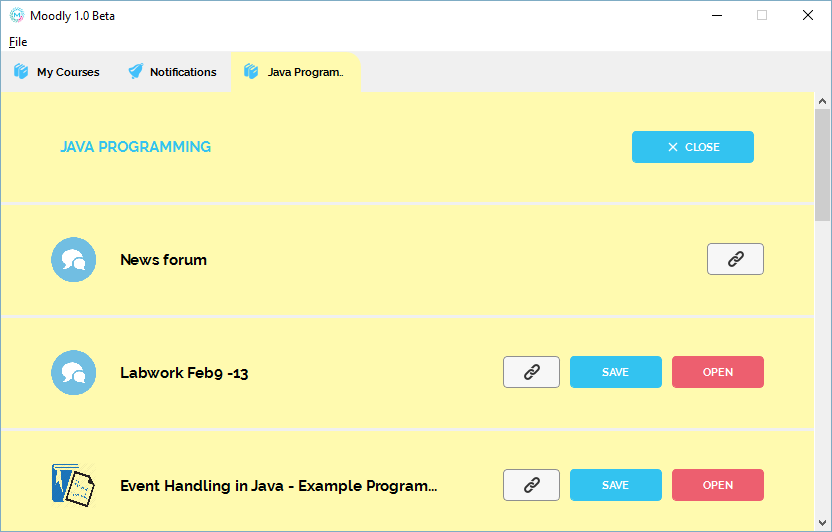 Moodly 1.0 Beta
File
My Courses
Notifications
Java Program..
JAVA PROGRAMMING
CLOSE
News forum
Labwork Feb9 -13
SAVE
OPEN
Event Handling in Java - Example Program...
SAVE
OPEN